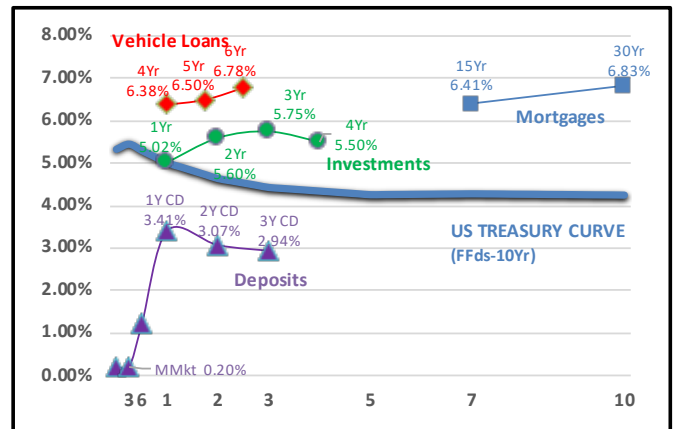 8.00%
7.00%
6.00%
5.00%
4.00%
3.00%
2.00%
1.00%
0.00%
Vehicle Loans
4Yr
6.38%
5Yr
6.50%
6Yr
6.78%
15Yr
6.41%
30Yr
6.83%
Mortgages
1Yr
5.02%
2Yr
5.60%
3Yr
5.75%
4Yr
5.50%
Investments
1Y CD
3.41%
2Y CD
3.07%
3Y CD
2.94%
Deposits
US TREASURY CURVE
(FFds-10Yr)
MMkt 0.20%
3 6 1 2 3 5 7 10